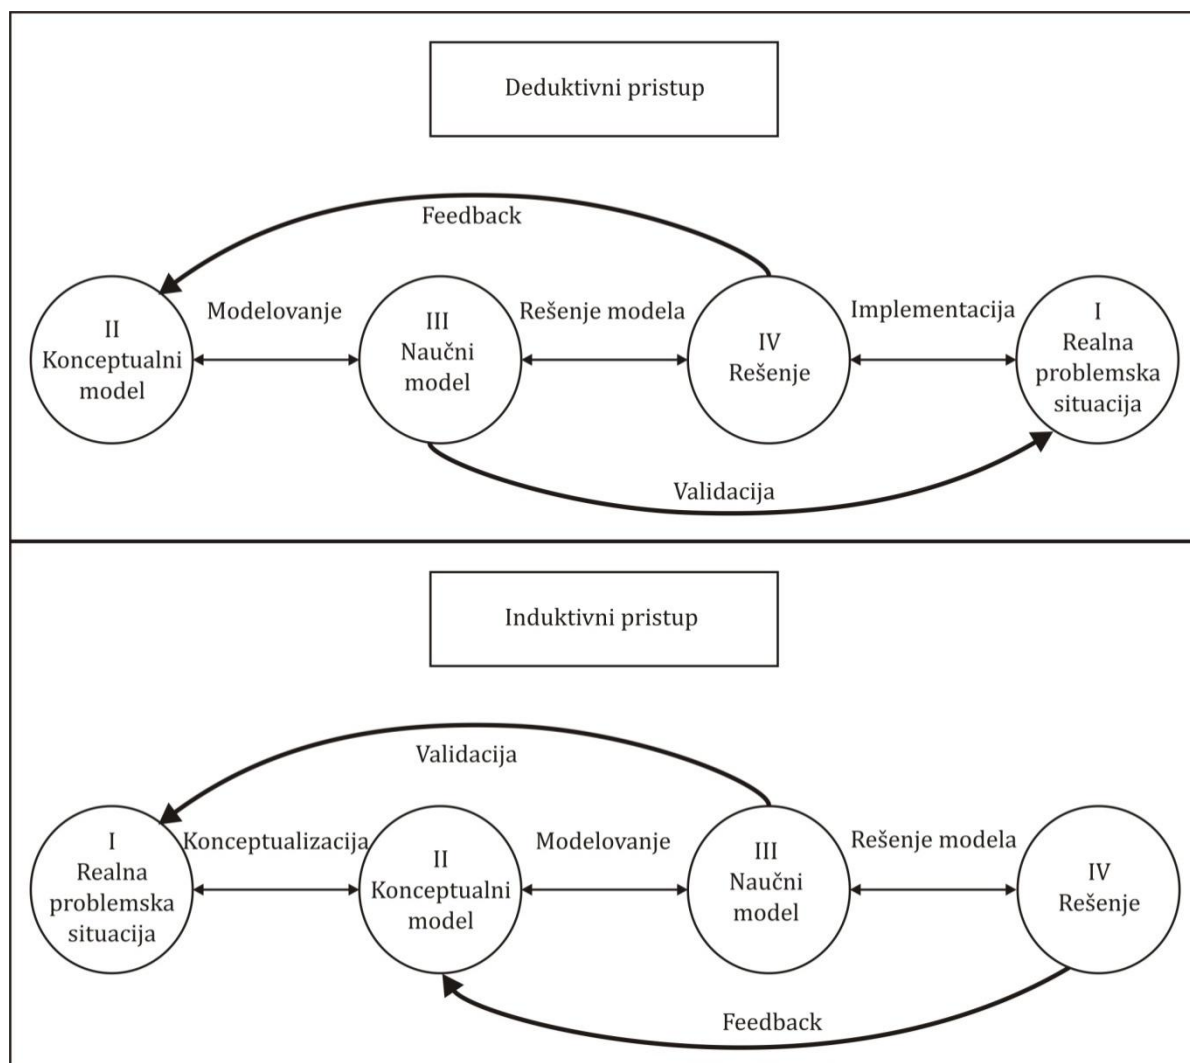 Deduktivni pristup
Feedback
Modelovanje
Rešenje modela
Implementacija
II
Konceptualni
model
III
Naučni
model
IV
Rešenje
I
Realna
problemska
situacija
Validacija
Induktivni pristup
Validacija
Konceptualizacija
Modelovanje
Rešenje modela
I
Realna
problemska
situacija
II
Konceptualni
model
III
Naučni
model
IV
Rešenje
Feedback